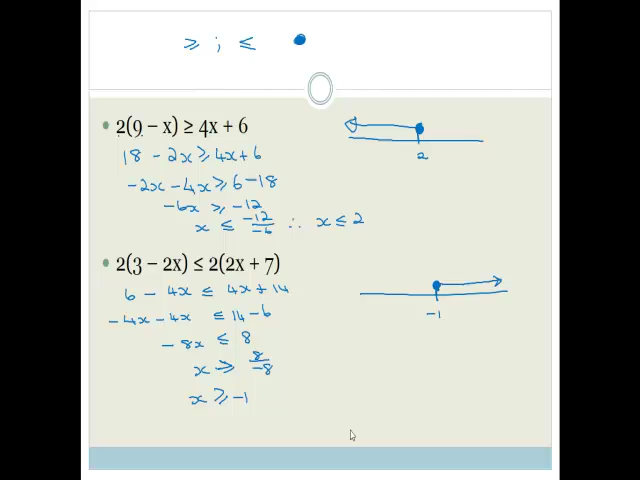 ≥ ; ≤ ●
• 2(9 – x) ≥ 4x + 6
18 - 2x ≥ 4x + 6
-2x - 4x ≥ 6 - 18
-6x ≥ -12
x ≤ -12/-6 ∴ x ≤ 2
2
• 2(3 – 2x) ≤ 2(2x + 7)
6 - 4x ≤ 4x + 14
-4x - 4x ≤ 14 - 6
-8x ≤ 8
x ≥ 8/-8
x ≥ -1
-1